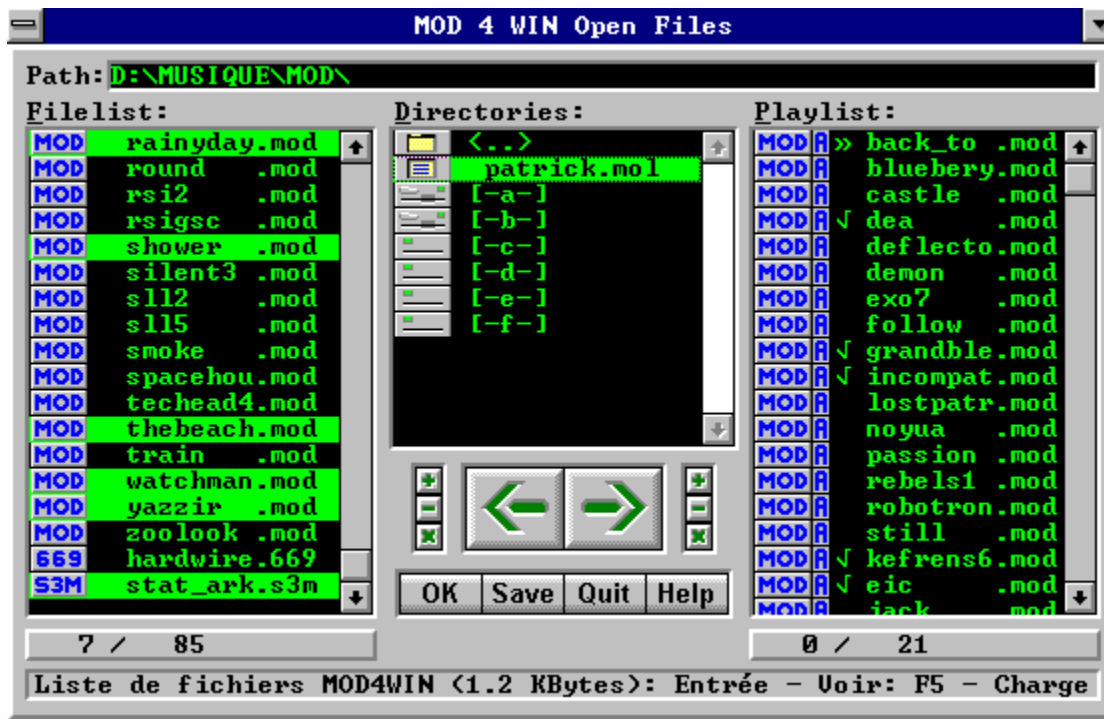 MOD 4 WIN Open Files
Path: D:\MUSIQUE\MOD\
Filelist:
MOD rainyday.mod
MOD round .mod
MOD rsi2 .mod
MOD rsigsc .mod
MOD shower .mod
MOD silent3 .mod
MOD sll2 .mod
MOD sll5 .mod
MOD smoke .mod
MOD spacehou.mod
MOD techead4.mod
MOD thebeach.mod
MOD train .mod
MOD watchman.mod
MOD yazzir .mod
MOD zoolook .mod
669 hardwire.669
S3M stat_ark.s3m
7 / 85
Directories:
<..>
patrick.mol
[-a-]
[-b-]
[-c-]
[-d-]
[-e-]
[-f-]
OK Save Quit Help
Playlist:
MOD A » back_to .mod
MOD A bluebery.mod
MOD A castle .mod
MOD A √ dea .mod
MOD A deflecto.mod
MOD A demon .mod
MOD A exo7 .mod
MOD A follow .mod
MOD A √ grandble.mod
MOD A √ incompat.mod
MOD A lostpatr.mod
MOD A noyua .mod
MOD A passion .mod
MOD A rebels1 .mod
MOD A robotron.mod
MOD A still .mod
MOD A √ kefrens6.mod
MOD A √ eic .mod
MOD A jack .mod
0 / 21
Liste de fichiers MOD4WIN (1.2 KBytes): Entrée - Voir: F5 - Charge